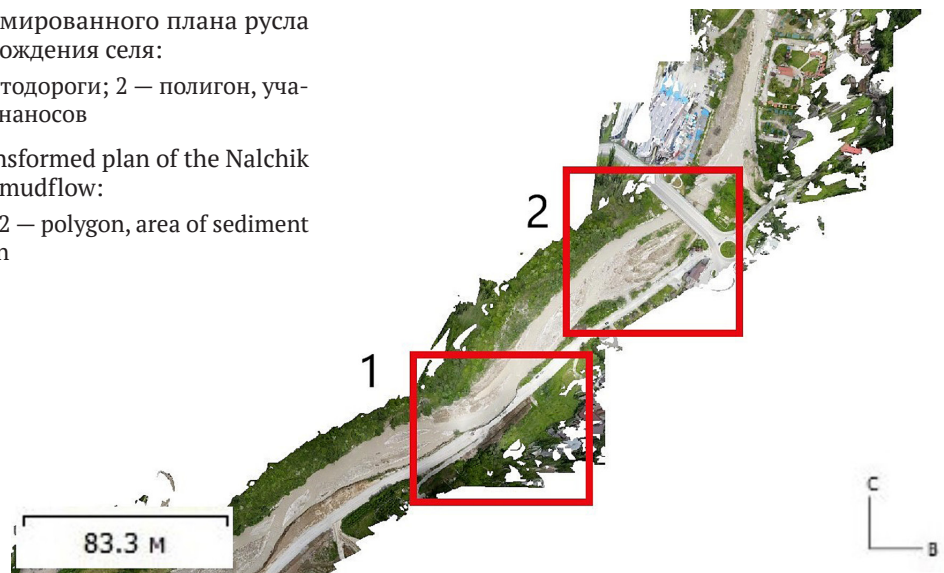 мированного плана русла
ождения селя:
тодороги; 2 — полигон, уча-
наносов
nsformed plan of the Nalchik
mudflow:
2 — polygon, area of sediment
n
2
1
83.3 м
С
В